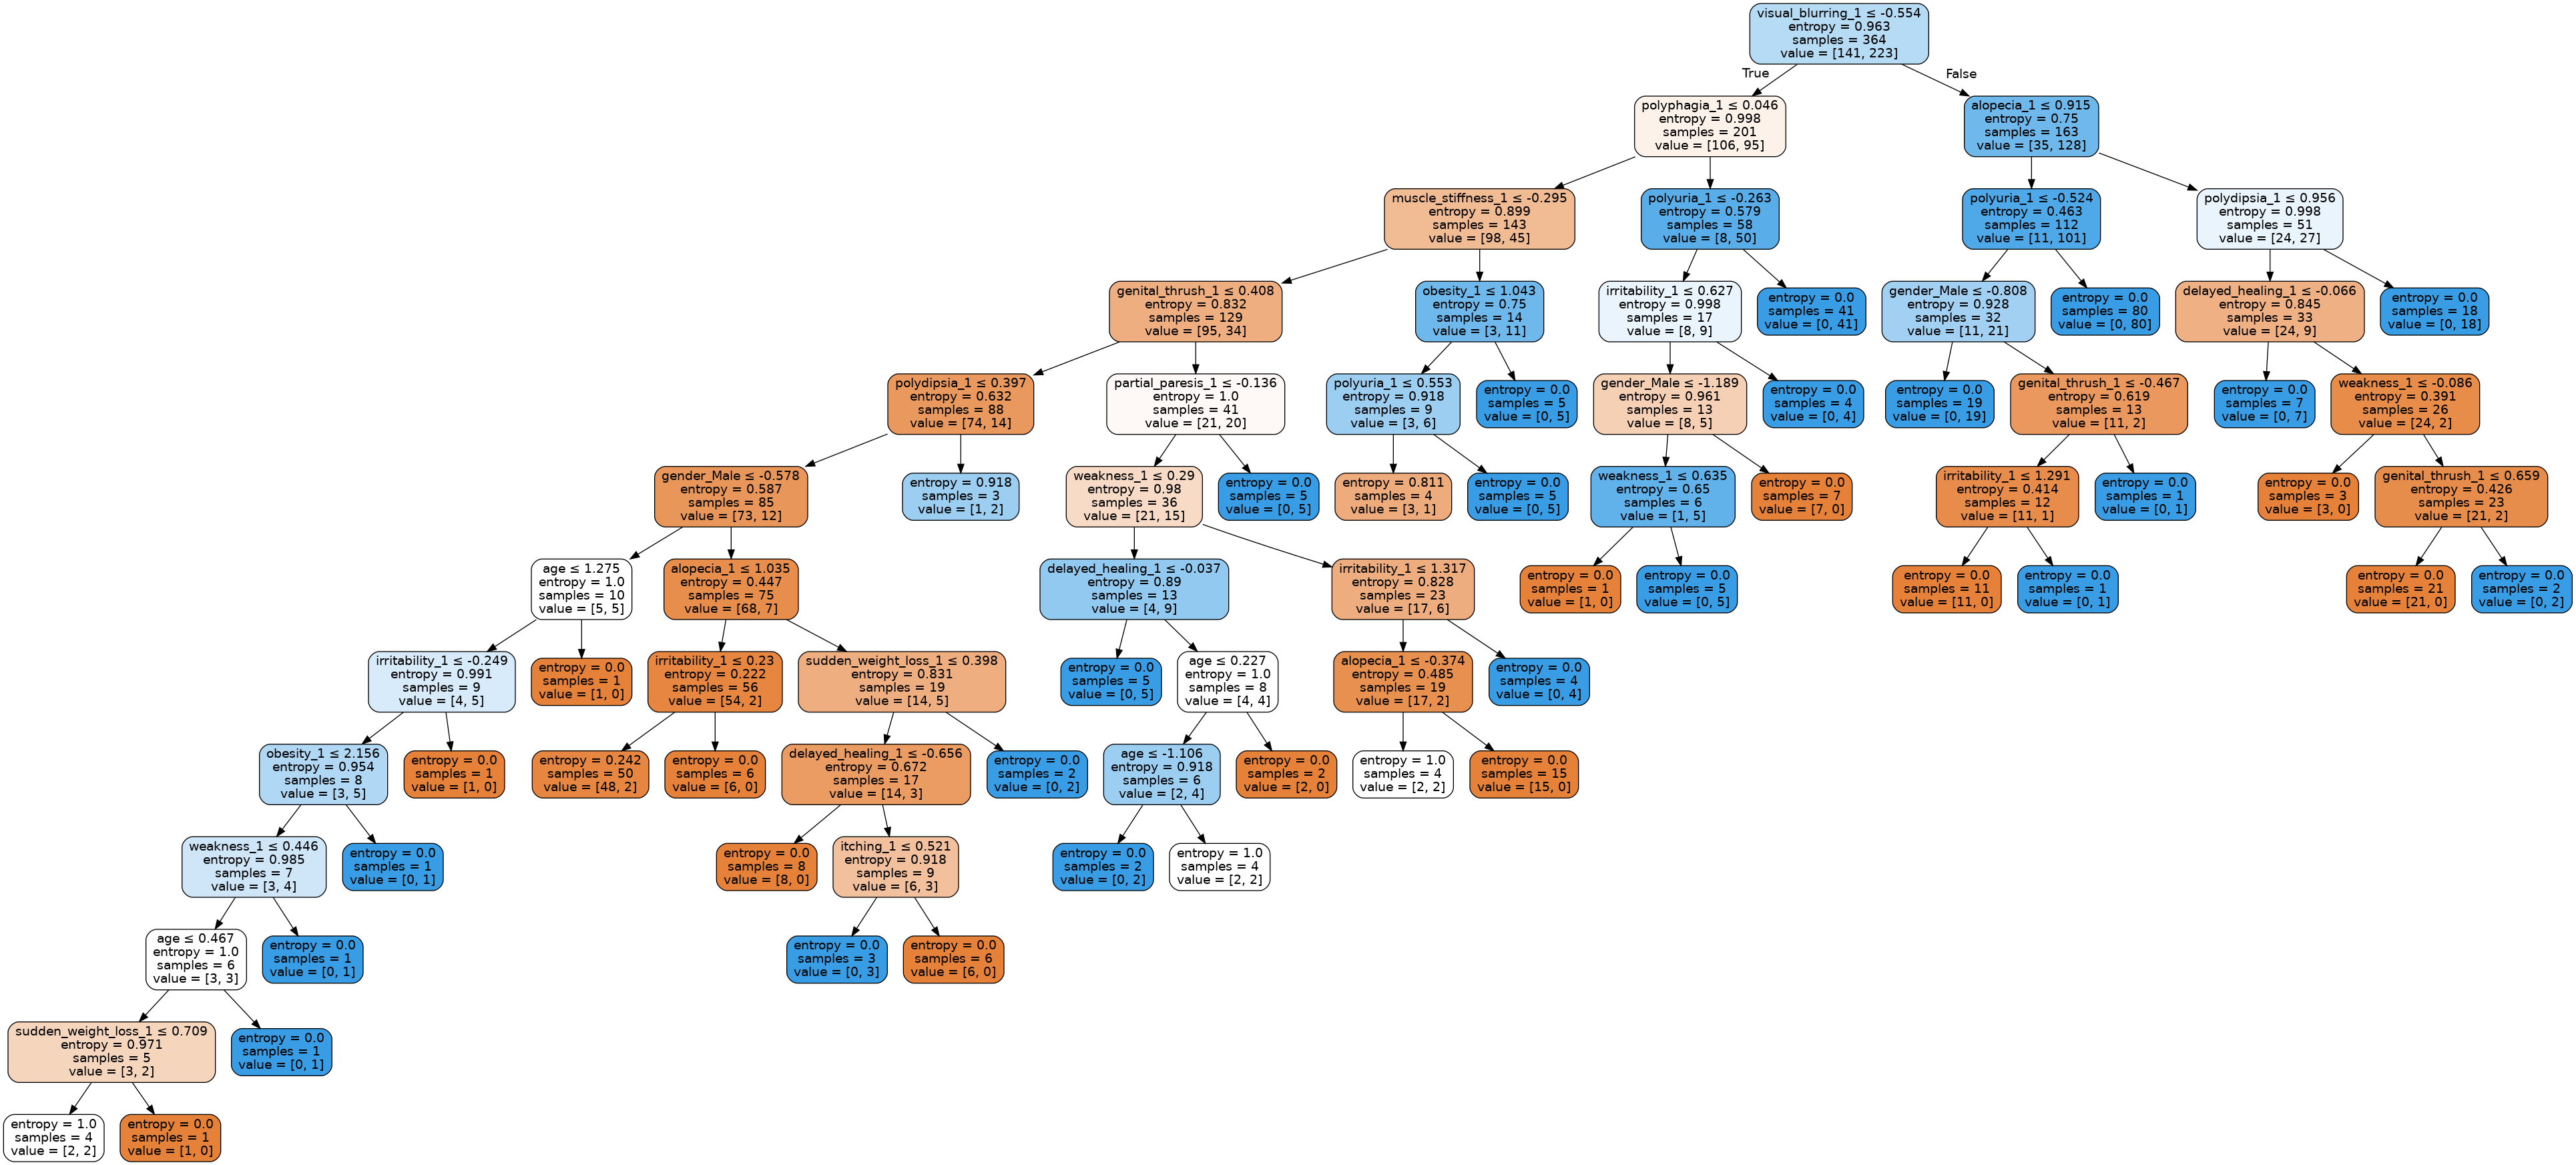 visual_blurring_1 ≤ -0.554
entropy = 0.963
samples = 364
value = [141, 223]
True
False
polyphagia_1 ≤ 0.046
entropy = 0.998
samples = 201
value = [106, 95]
alopecia_1 ≤ 0.915
entropy = 0.75
samples = 163
value = [35, 128]
muscle_stiffness_1 ≤ -0.295
entropy = 0.899
samples = 143
value = [98, 45]
polyuria_1 ≤ -0.263
entropy = 0.579
samples = 58
value = [8, 50]
polyuria_1 ≤ -0.524
entropy = 0.463
samples = 112
value = [11, 101]
polydipsia_1 ≤ 0.956
entropy = 0.998
samples = 51
value = [24, 27]
genital_thrush_1 ≤ 0.408
entropy = 0.832
samples = 129
value = [95, 34]
obesity_1 ≤ 1.043
entropy = 0.75
samples = 14
value = [3, 11]
irritability_1 ≤ 0.627
entropy = 0.998
samples = 17
value = [8, 9]
entropy = 0.0
samples = 41
value = [0, 41]
gender_Male ≤ -0.808
entropy = 0.928
samples = 32
value = [11, 21]
entropy = 0.0
samples = 80
value = [0, 80]
delayed_healing_1 ≤ -0.066
entropy = 0.845
samples = 33
value = [24, 9]
entropy = 0.0
samples = 18
value = [0, 18]
polydipsia_1 ≤ 0.397
entropy = 0.632
samples = 88
value = [74, 14]
partial_paresis_1 ≤ -0.136
entropy = 1.0
samples = 41
value = [21, 20]
polyuria_1 ≤ 0.553
entropy = 0.918
samples = 9
value = [3, 6]
entropy = 0.0
samples = 5
value = [0, 5]
gender_Male ≤ -1.189
entropy = 0.961
samples = 13
value = [8, 5]
entropy = 0.0
samples = 4
value = [0, 4]
entropy = 0.0
samples = 19
value = [0, 19]
genital_thrush_1 ≤ -0.467
entropy = 0.619
samples = 13
value = [11, 2]
entropy = 0.0
samples = 7
value = [0, 7]
weakness_1 ≤ -0.086
entropy = 0.391
samples = 26
value = [24, 2]
gender_Male ≤ -0.578
entropy = 0.587
samples = 85
value = [73, 12]
entropy = 0.918
samples = 3
value = [1, 2]
weakness_1 ≤ 0.29
entropy = 0.98
samples = 36
value = [21, 15]
entropy = 0.0
samples = 5
value = [0, 5]
entropy = 0.811
samples = 4
value = [3, 1]
entropy = 0.0
samples = 5
value = [0, 5]
weakness_1 ≤ 0.635
entropy = 0.65
samples = 6
value = [1, 5]
entropy = 0.0
samples = 7
value = [7, 0]
irritability_1 ≤ 1.291
entropy = 0.414
samples = 12
value = [11, 1]
entropy = 0.0
samples = 1
value = [0, 1]
entropy = 0.0
samples = 3
value = [3, 0]
genital_thrush_1 ≤ 0.659
entropy = 0.426
samples = 23
value = [21, 2]
age ≤ 1.275
entropy = 1.0
samples = 10
value = [5, 5]
alopecia_1 ≤ 1.035
entropy = 0.447
samples = 75
value = [68, 7]
delayed_healing_1 ≤ -0.037
entropy = 0.89
samples = 13
value = [4, 9]
irritability_1 ≤ 1.317
entropy = 0.828
samples = 23
value = [17, 6]
entropy = 0.0
samples = 1
value = [1, 0]
entropy = 0.0
samples = 5
value = [0, 5]
entropy = 0.0
samples = 11
value = [11, 0]
entropy = 0.0
samples = 1
value = [0, 1]
entropy = 0.0
samples = 21
value = [21, 0]
entropy = 0.0
samples = 2
value = [0, 2]
irritability_1 ≤ -0.249
entropy = 0.991
samples = 9
value = [4, 5]
entropy = 0.0
samples = 1
value = [1, 0]
irritability_1 ≤ 0.23
entropy = 0.222
samples = 56
value = [54, 2]
sudden_weight_loss_1 ≤ 0.398
entropy = 0.831
samples = 19
value = [14, 5]
entropy = 0.0
samples = 5
value = [0, 5]
age ≤ 0.227
entropy = 1.0
samples = 8
value = [4, 4]
alopecia_1 ≤ -0.374
entropy = 0.485
samples = 19
value = [17, 2]
entropy = 0.0
samples = 4
value = [0, 4]
obesity_1 ≤ 2.156
entropy = 0.954
samples = 8
value = [3, 5]
entropy = 0.0
samples = 1
value = [1, 0]
entropy = 0.242
samples = 50
value = [48, 2]
entropy = 0.0
samples = 6
value = [6, 0]
delayed_healing_1 ≤ -0.656
entropy = 0.672
samples = 17
value = [14, 3]
entropy = 0.0
samples = 2
value = [0, 2]
age ≤ -1.106
entropy = 0.918
samples = 6
value = [2, 4]
entropy = 0.0
samples = 2
value = [2, 0]
entropy = 1.0
samples = 4
value = [2, 2]
entropy = 0.0
samples = 15
value = [15, 0]
weakness_1 ≤ 0.446
entropy = 0.985
samples = 7
value = [3, 4]
entropy = 0.0
samples = 1
value = [0, 1]
entropy = 0.0
samples = 8
value = [8, 0]
itching_1 ≤ 0.521
entropy = 0.918
samples = 9
value = [6, 3]
entropy = 0.0
samples = 2
value = [0, 2]
entropy = 1.0
samples = 4
value = [2, 2]
age ≤ 0.467
entropy = 1.0
samples = 6
value = [3, 3]
entropy = 0.0
samples = 1
value = [0, 1]
entropy = 0.0
samples = 3
value = [0, 3]
entropy = 0.0
samples = 6
value = [6, 0]
sudden_weight_loss_1 ≤ 0.709
entropy = 0.971
samples = 5
value = [3, 2]
entropy = 0.0
samples = 1
value = [0, 1]
entropy = 1.0
samples = 4
value = [2, 2]
entropy = 0.0
samples = 1
value = [1, 0]